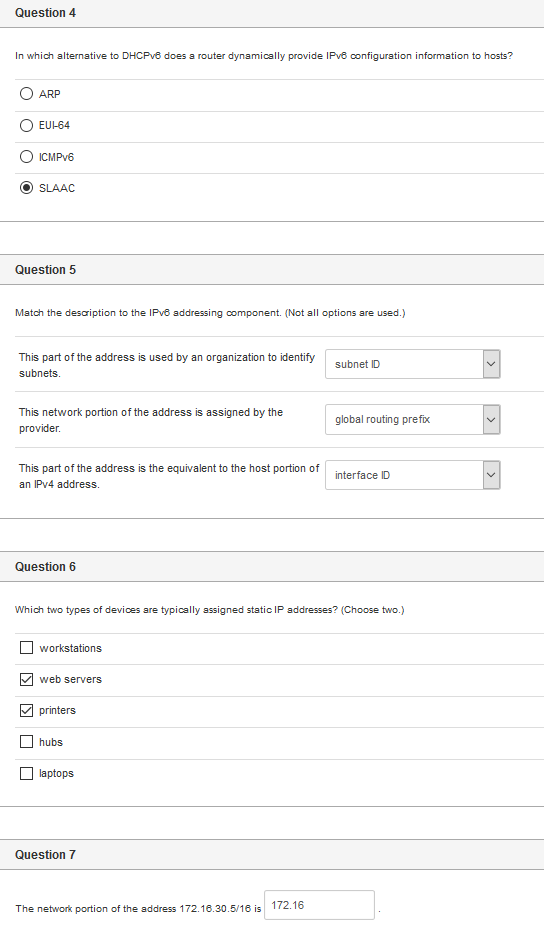 Question 4
In which alternative to DHCPv6 does a router dynamically provide IPv6 configuration information to hosts?
ARP
EUI-64
ICMPv6
SLAAC
Question 5
Match the description to the IPv6 addressing component. (Not all options are used.)
This part of the address is used by an organization to identify
subnets.
subnet ID
This network portion of the address is assigned by the
provider.
global routing prefix
This part of the address is the equivalent to the host portion of
an IPv4 address.
interface ID
Question 6
Which two types of devices are typically assigned static IP addresses? (Choose two.)
workstations
web servers
printers
hubs
laptops
Question 7
The network portion of the address 172.16.30.5/16 is 172.16 .